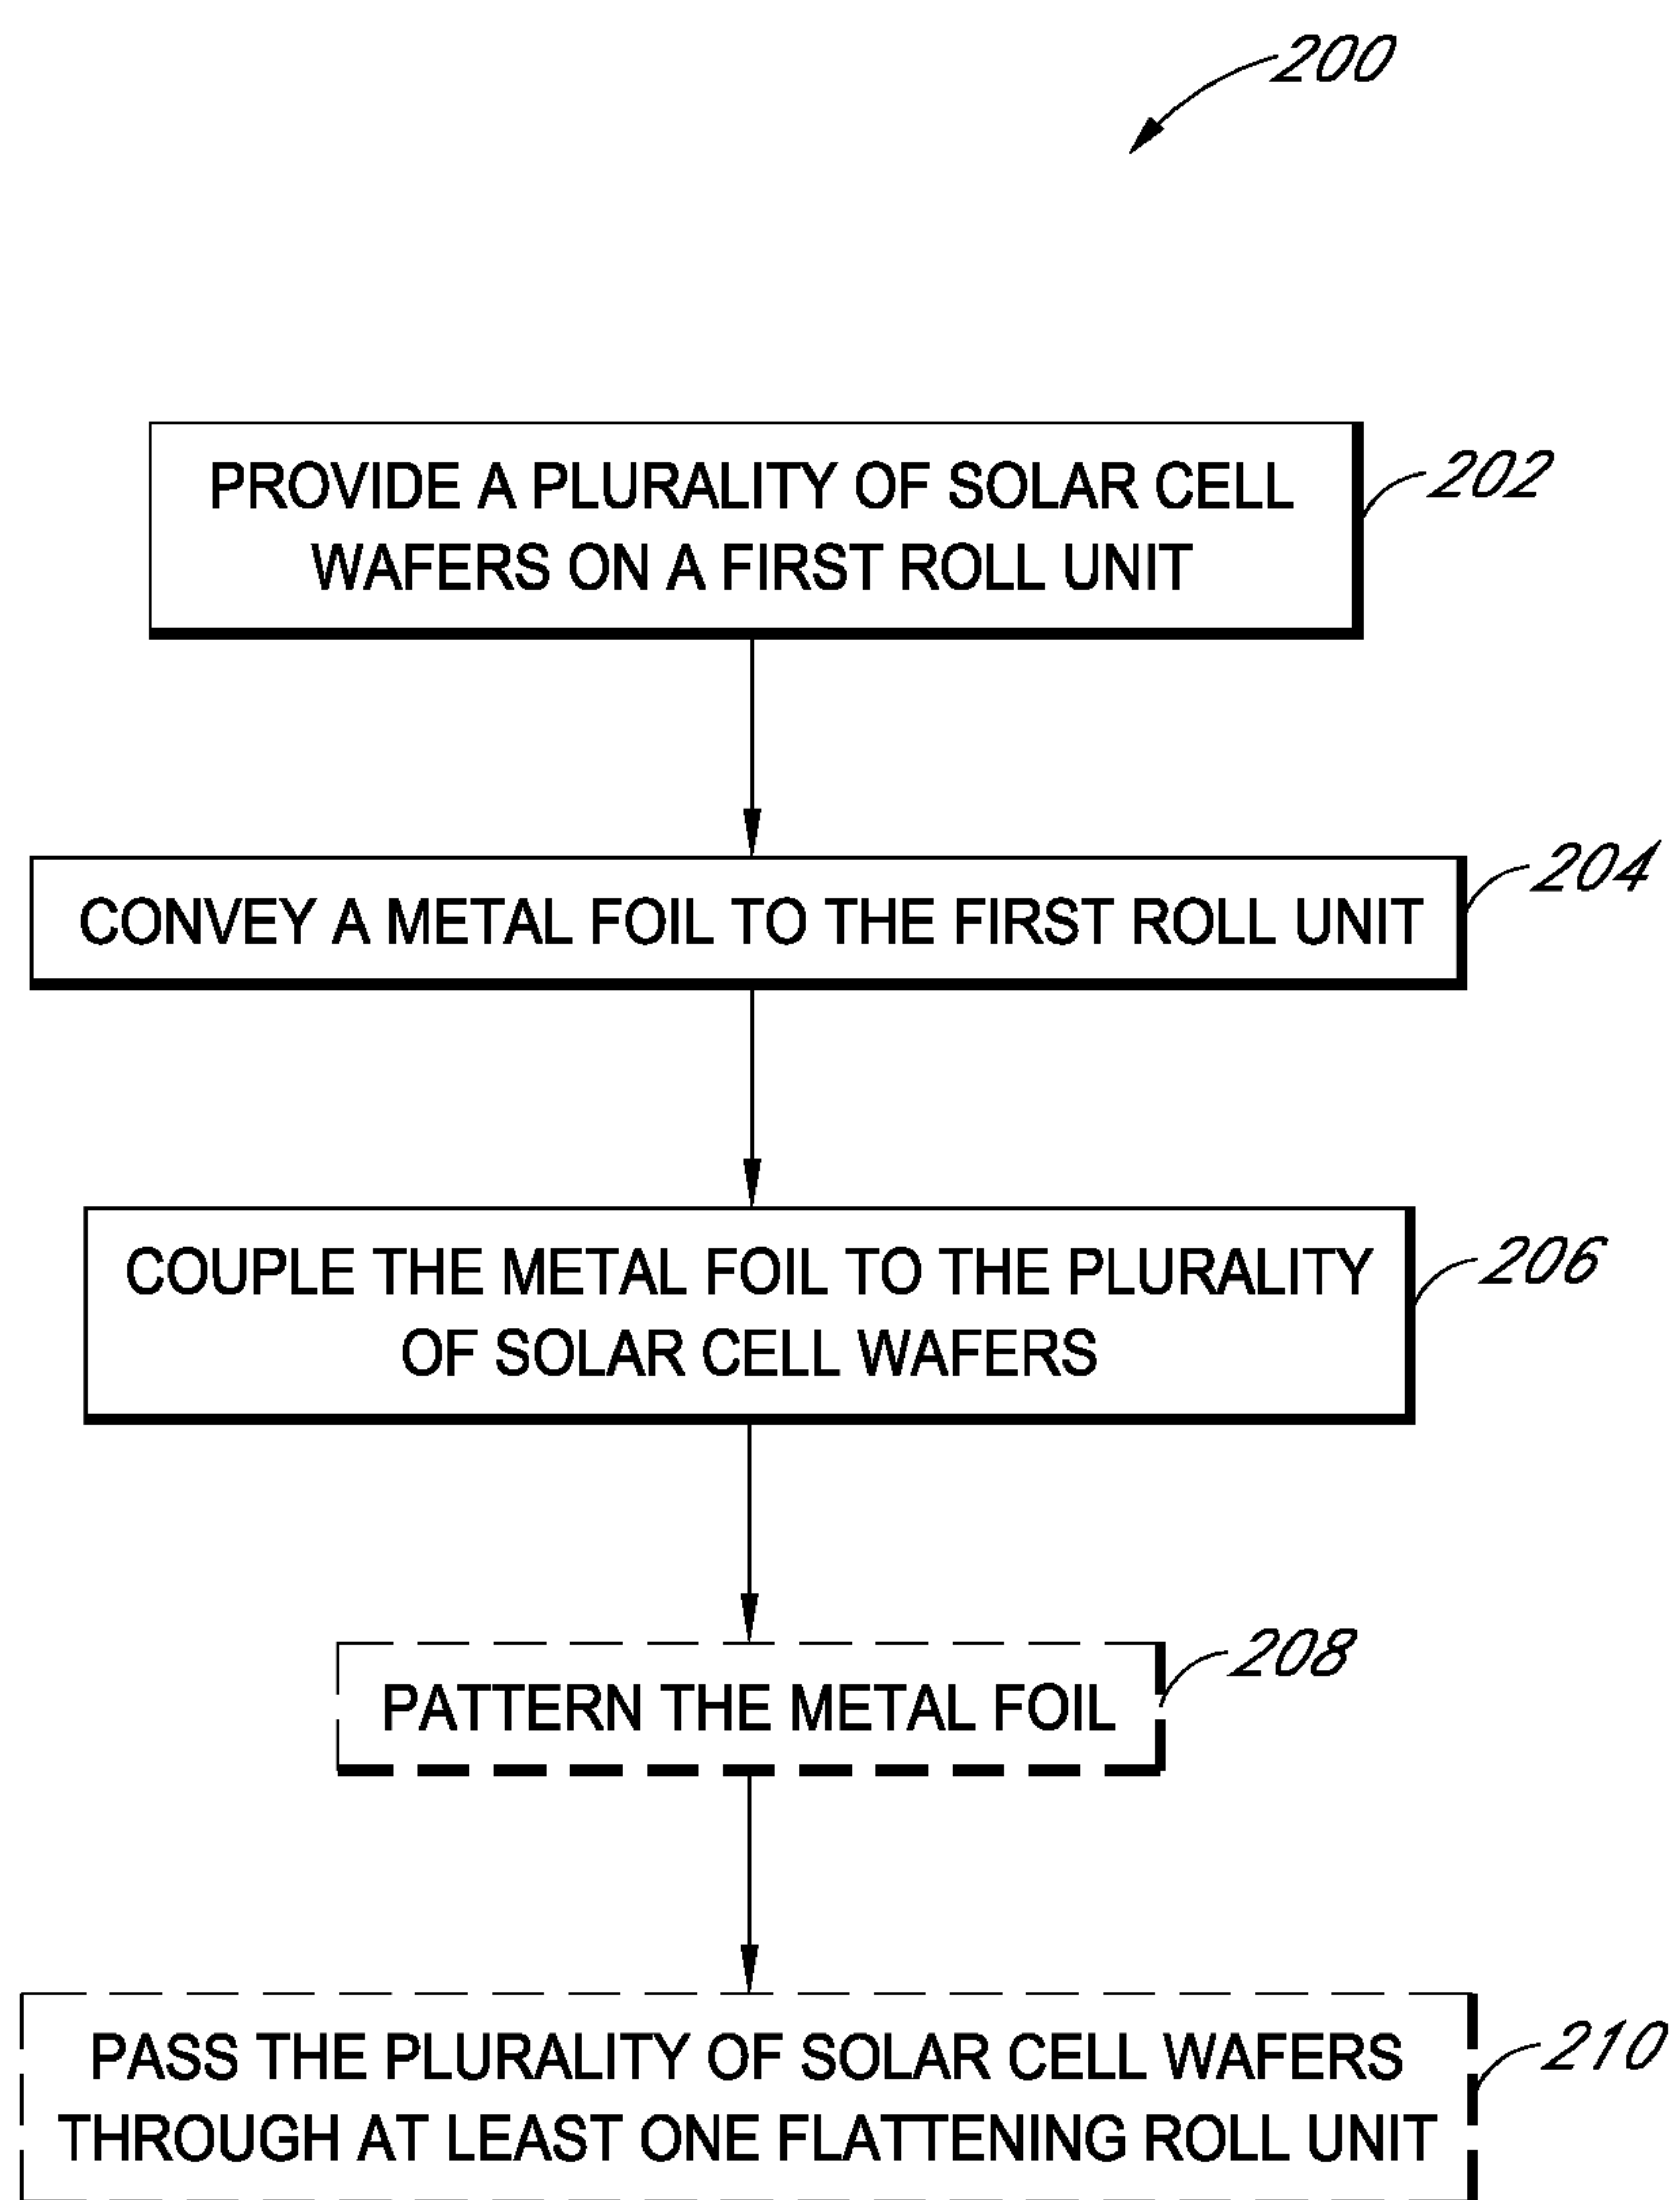 200
PROVIDE A PLURALITY OF SOLAR CELL
WAFERS ON A FIRST ROLL UNIT
202
CONVEY A METAL FOIL TO THE FIRST ROLL UNIT
204
COUPLE THE METAL FOIL TO THE PLURALITY
OF SOLAR CELL WAFERS
206
PATTERN THE METAL FOIL
208
PASS THE PLURALITY OF SOLAR CELL WAFERS
THROUGH AT LEAST ONE FLATTENING ROLL UNIT
210